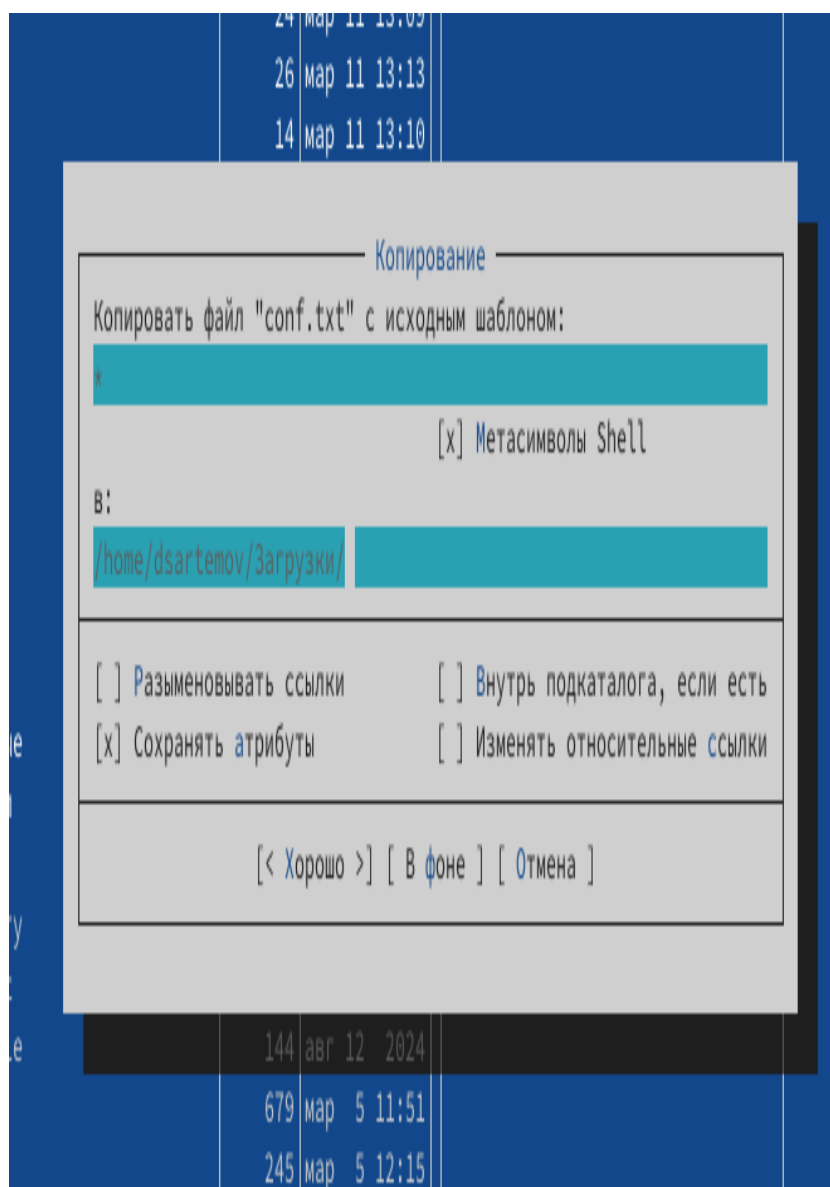 24 мар 11 13:09
26 мар 11 13:13
14 мар 11 13:10
Копирование
Копировать файл "conf.txt" с исходным шаблоном:
*
[x] Метасимволы Shell
в:
/home/dsartemov/Загрузки/
[ ] Разыменовывать ссылки [ ] Внутрь подкаталога, если есть
[x] Сохранять атрибуты [ ] Изменять относительные ссылки
[< Хорошо >] [ В фоне ] [ Отмена ]
144 авг 12 2024
679 мар 5 11:51
245 мар 5 12:15